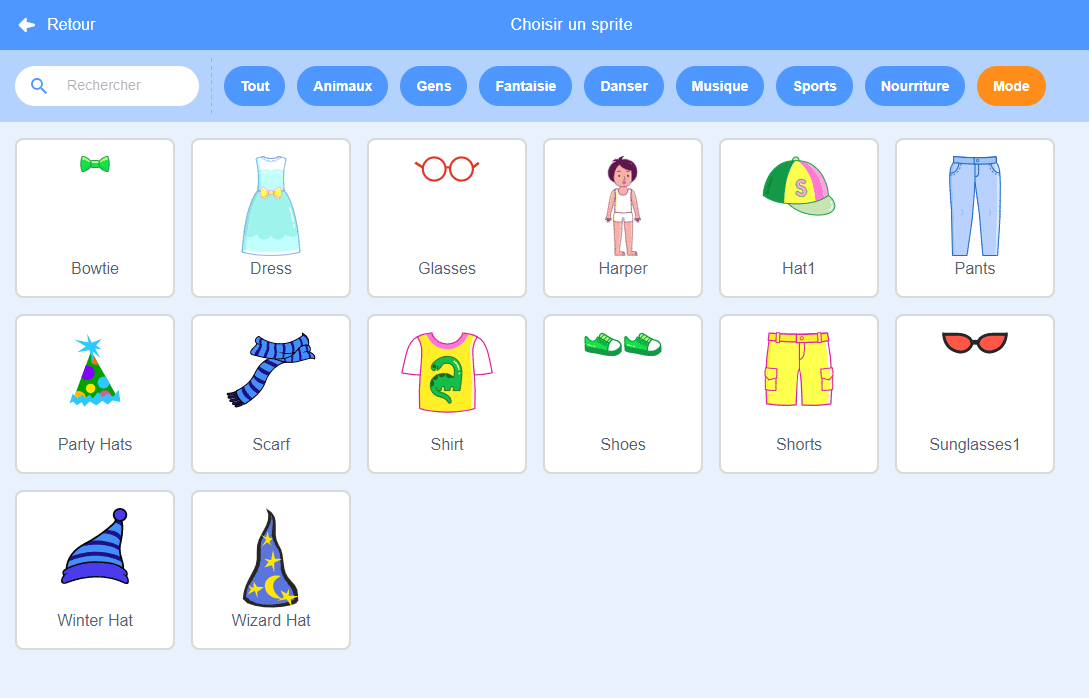 Retour
Choisir un sprite
Rechercher
Tout
Animaux
Gens
Fantaisie
Danser
Musique
Sports
Nourriture
Mode
S
Bowtie
Dress
Glasses
Harper
Hat1
Pants
Party Hats
Scarf
Shirt
Shoes
Shorts
Sunglasses1
Winter Hat
Wizard Hat